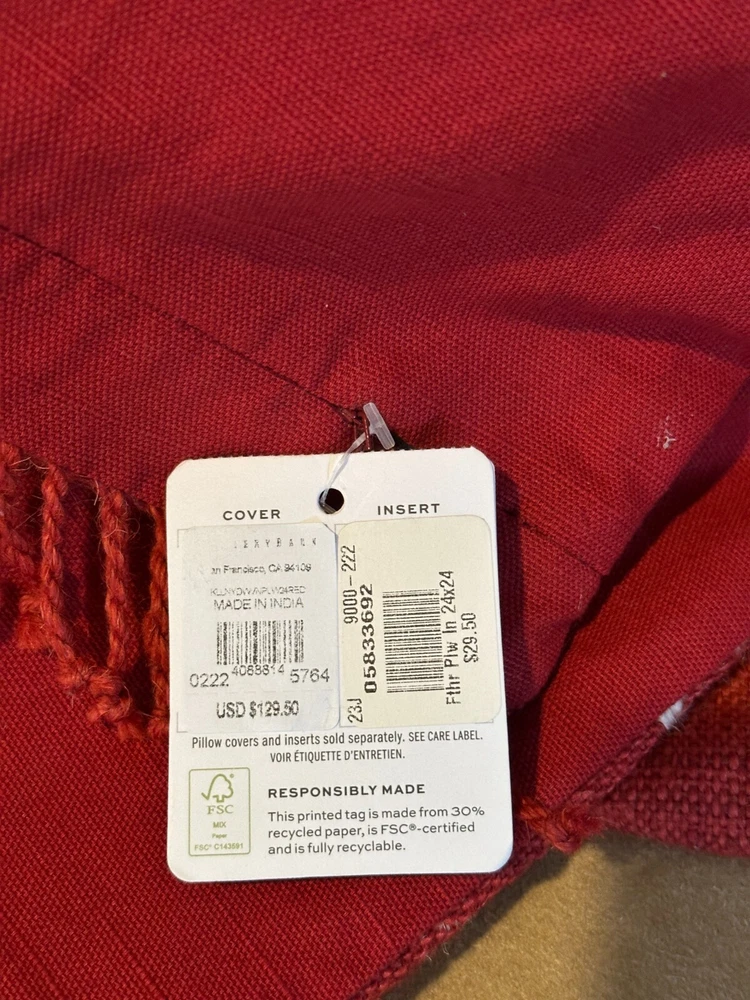 COVER
INSERT
an Francisco, CA 94109
MADE IN INDIA
0222 4068814 5764
USD $129.50
23J
9000-222
05833692
Fthr Plw In 24x24
$29.50
Pillow covers and inserts sold separately. SEE CARE LABEL.
VOIR ÉTIQUETTE D'ENTRETIEN.
FSC
MIX
Paper
FSC® C143691
RESPONSIBLY MADE
This printed tag is made from 30%
recycled paper, is FSC®-certified
and is fully recyclable.